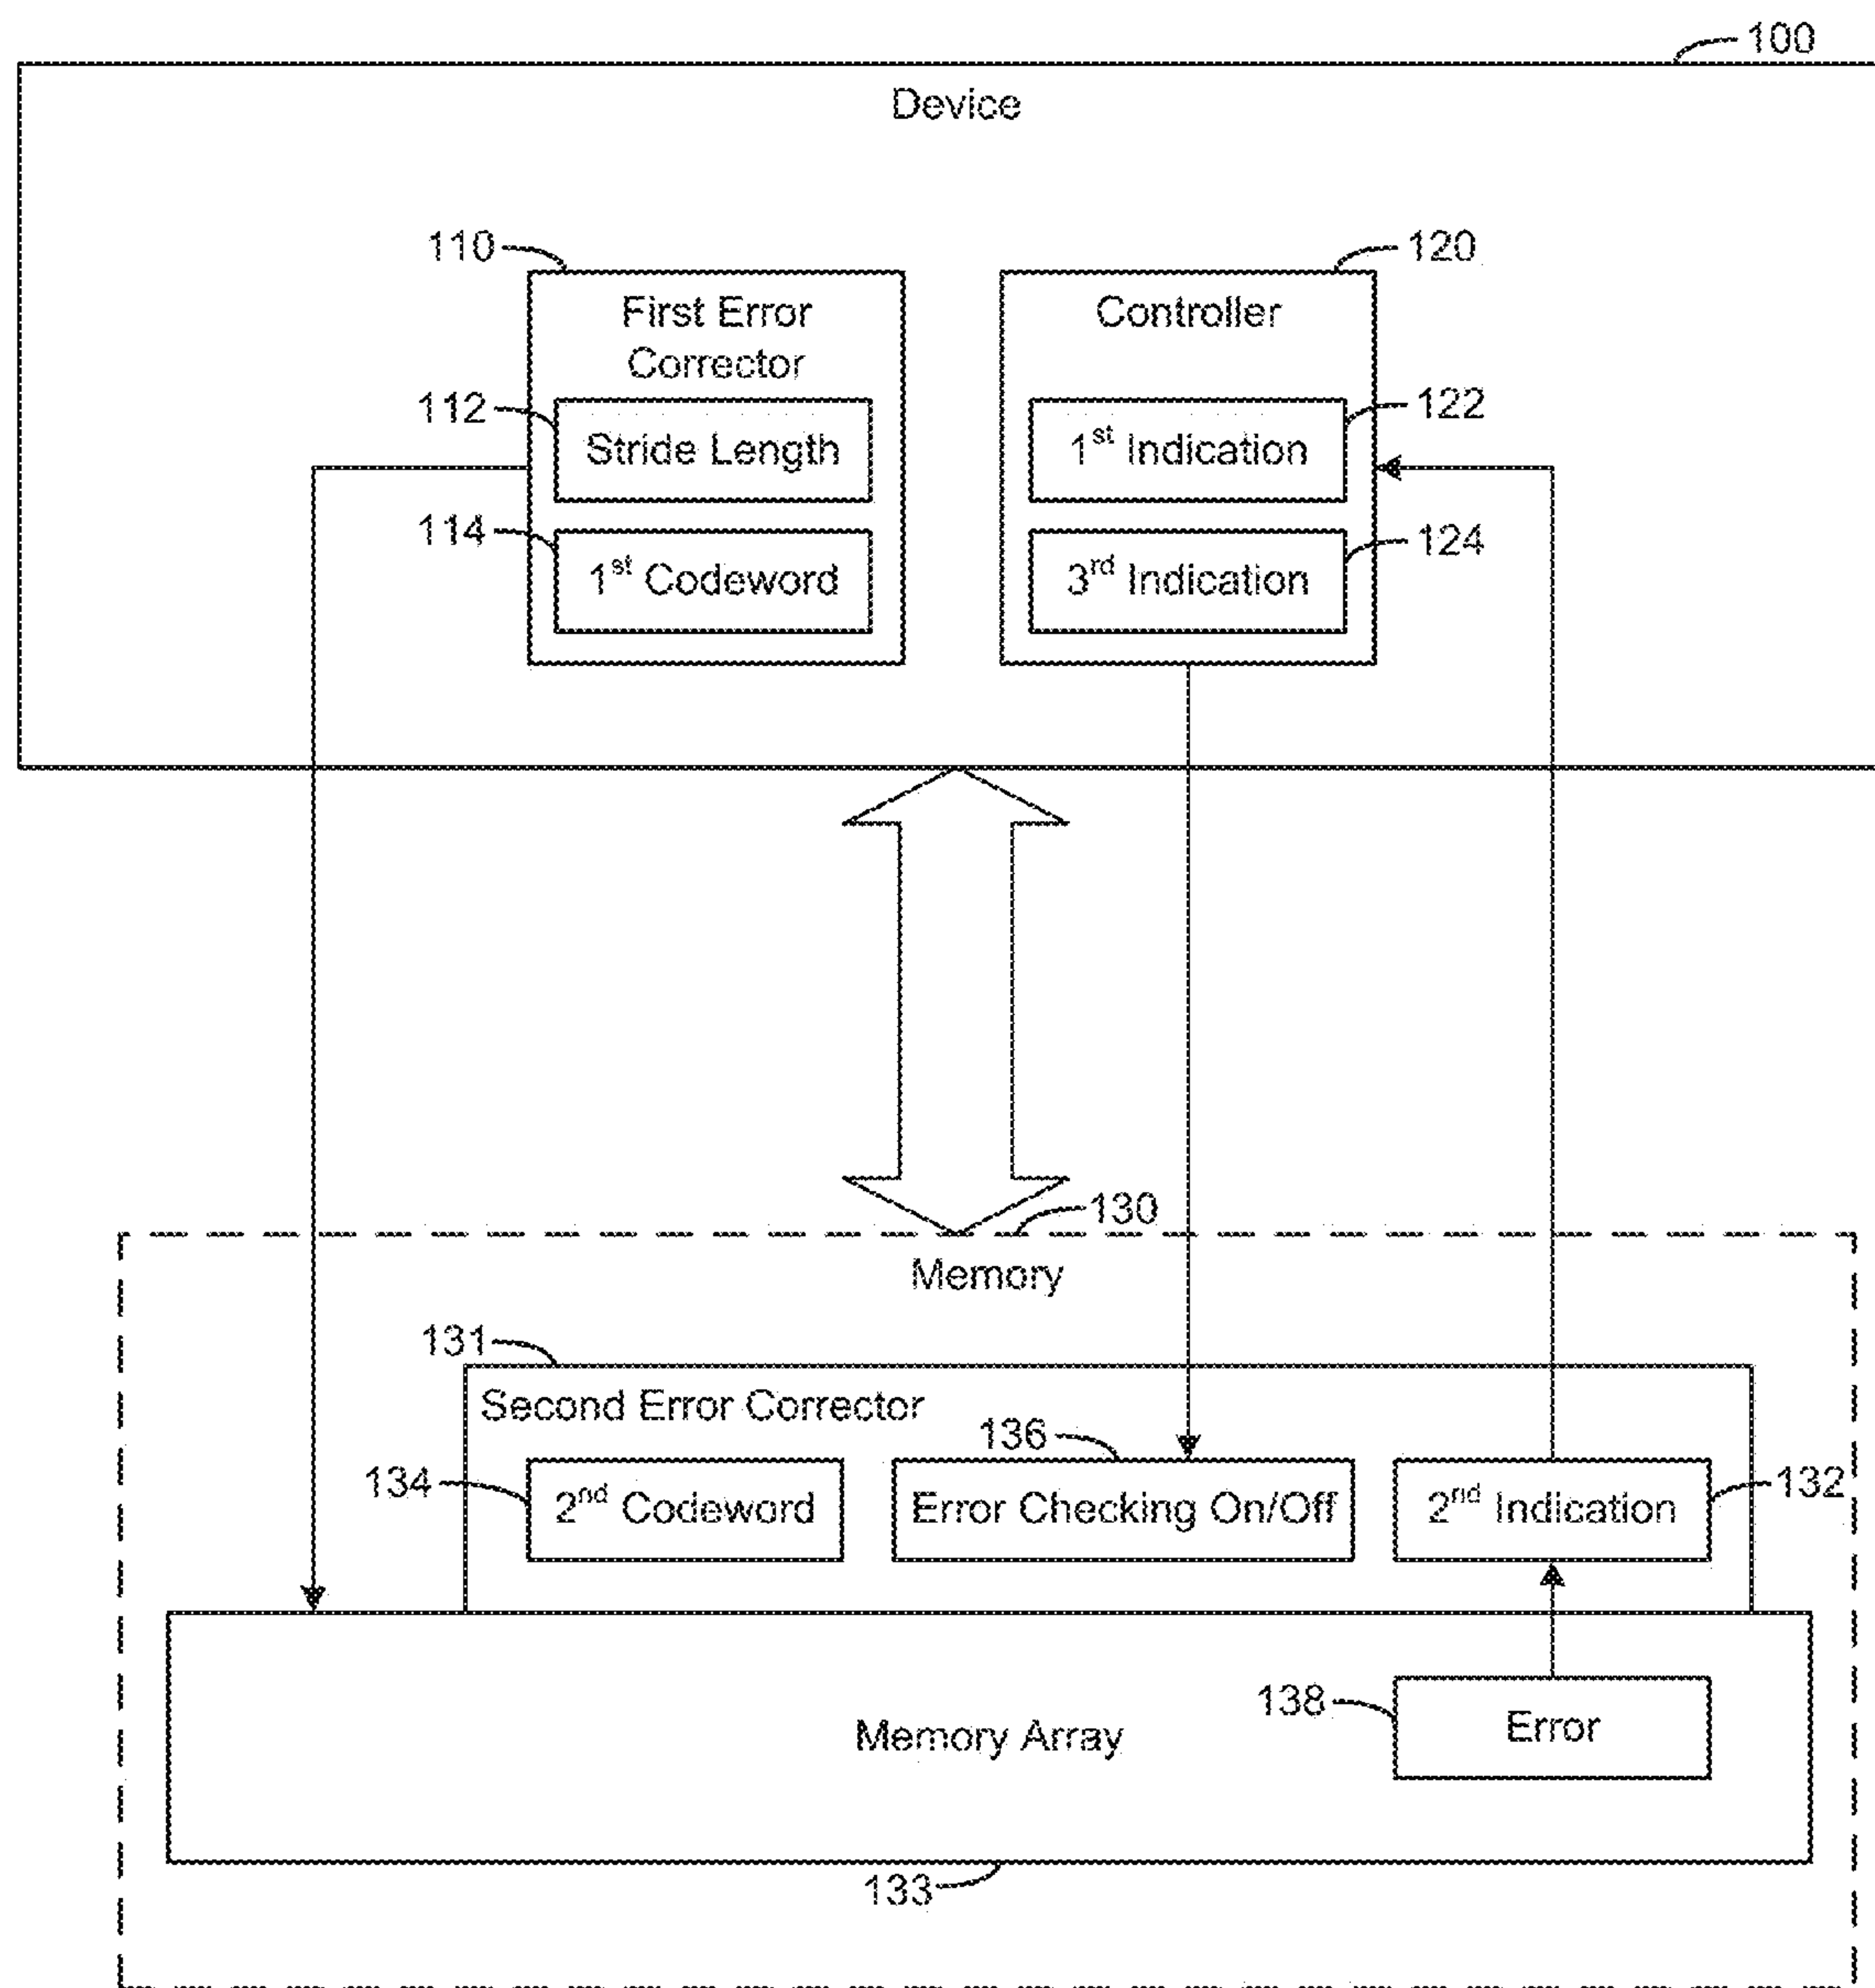 100
Device
110
120
First Error
Corrector
Controller
112
Stride Length
122
1st Indication
114
1st Codeword
124
3rd Indication
130
Memory
131
Second Error Corrector
136
134
2nd Codeword
Error Checking On/Off
2nd Indication
132
138
Error
Memory Array
133